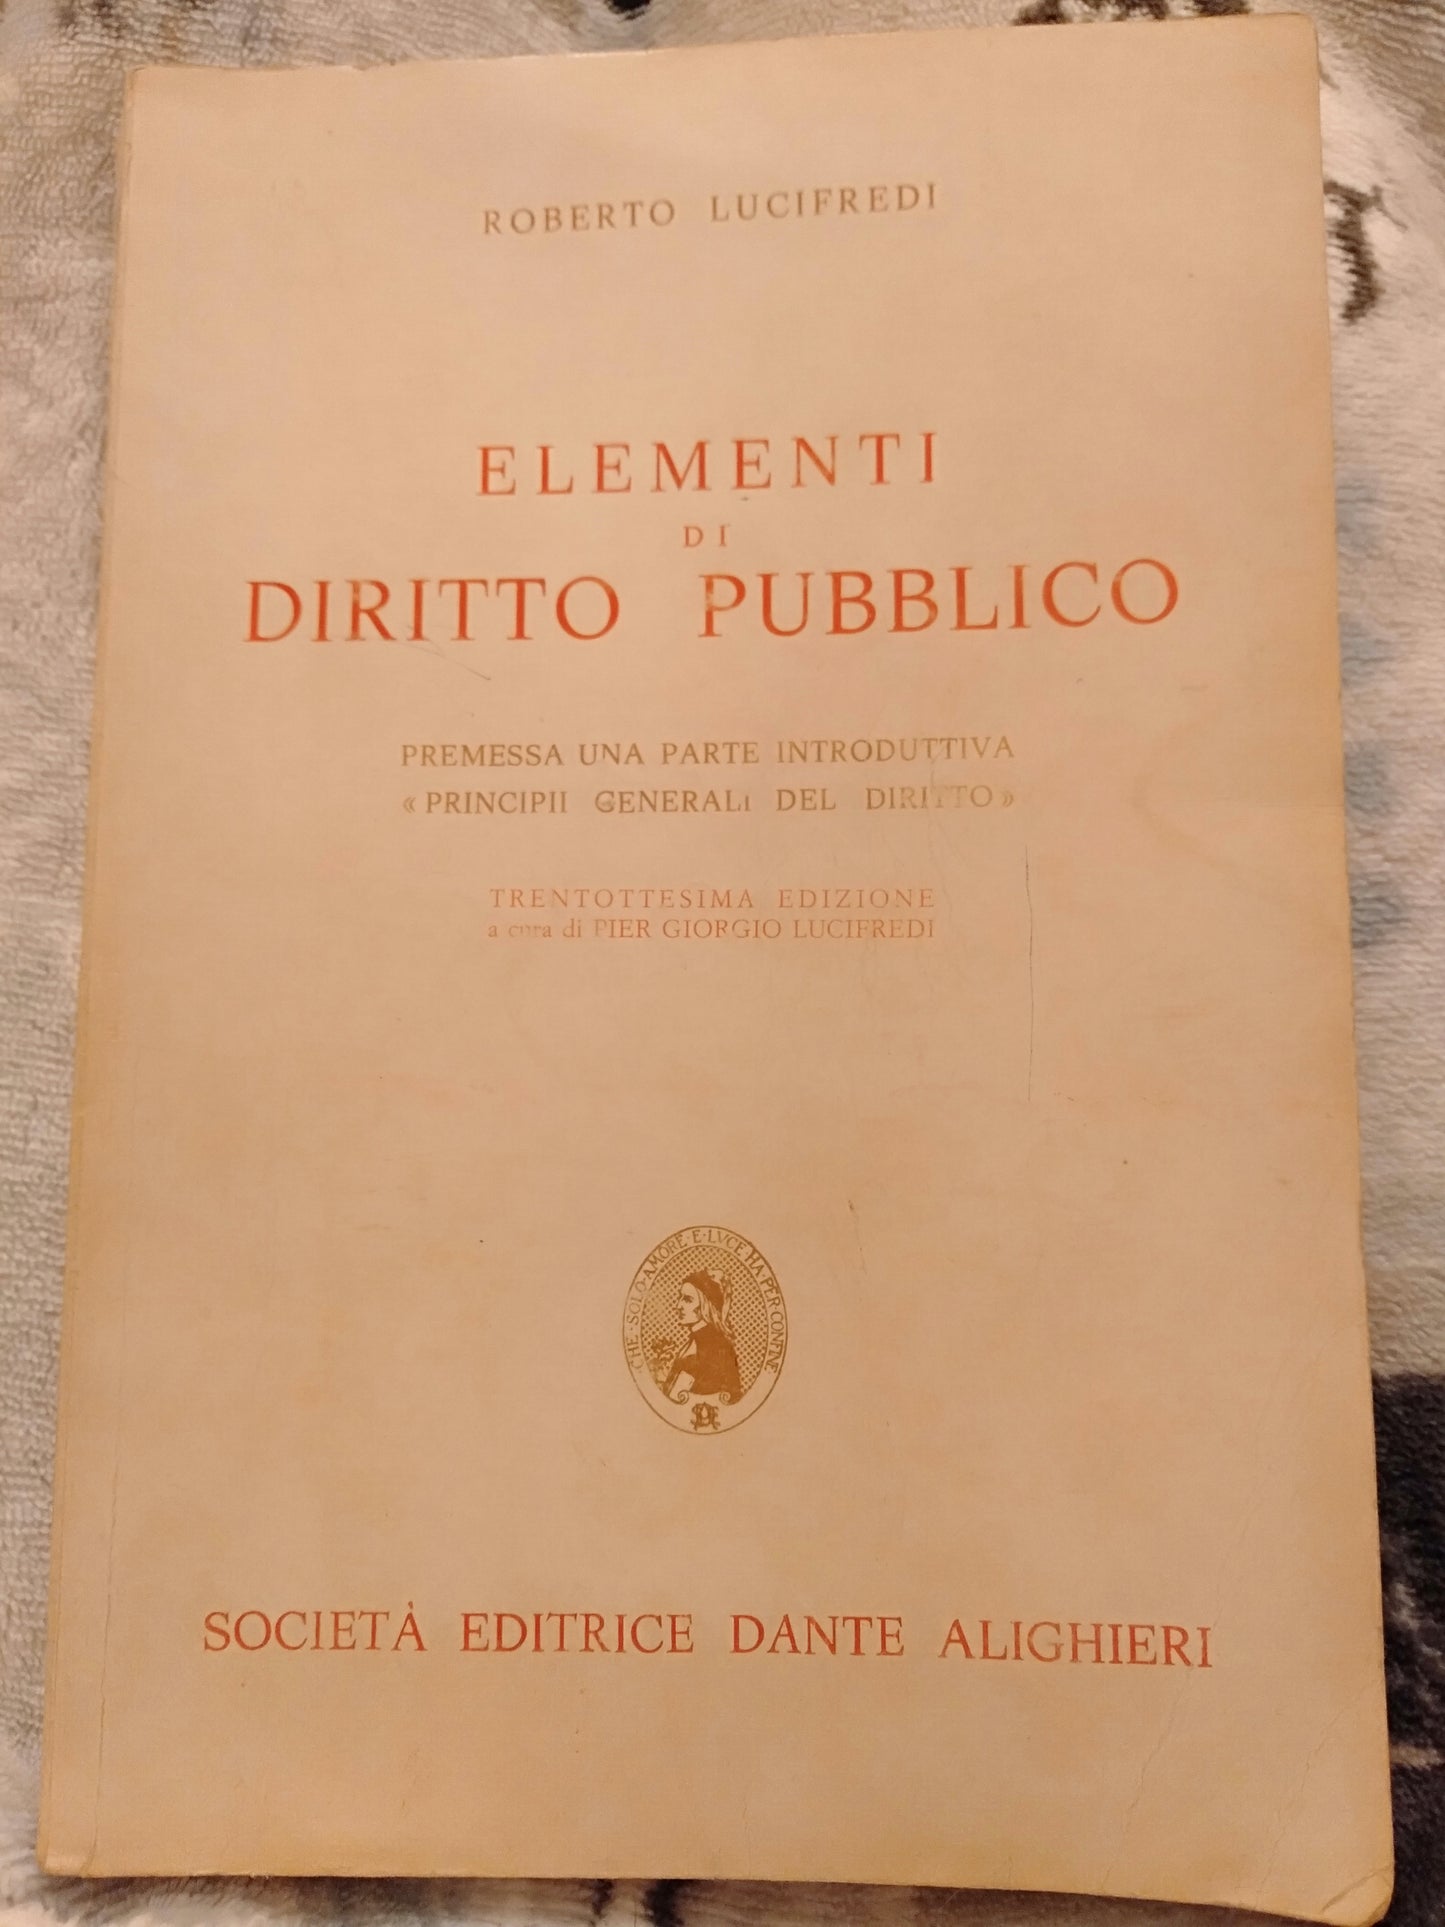 ROBERTO LUCIFREDI
ELEMENTI
DI
DIRITTO PUBBLICO
PREMESSA UNA PARTE INTRODUTTIVA
« PRINCIPII GENERALI DEL DIRITTO »
TRENTOTTESIMA EDIZIONE
a cura di PIER GIORGIO LUCIFREDI
·CHE·SOLO·AMORE·E·LVCE·HA·PER·CONFINE·
SOCIETÀ EDITRICE DANTE ALIGHIERI